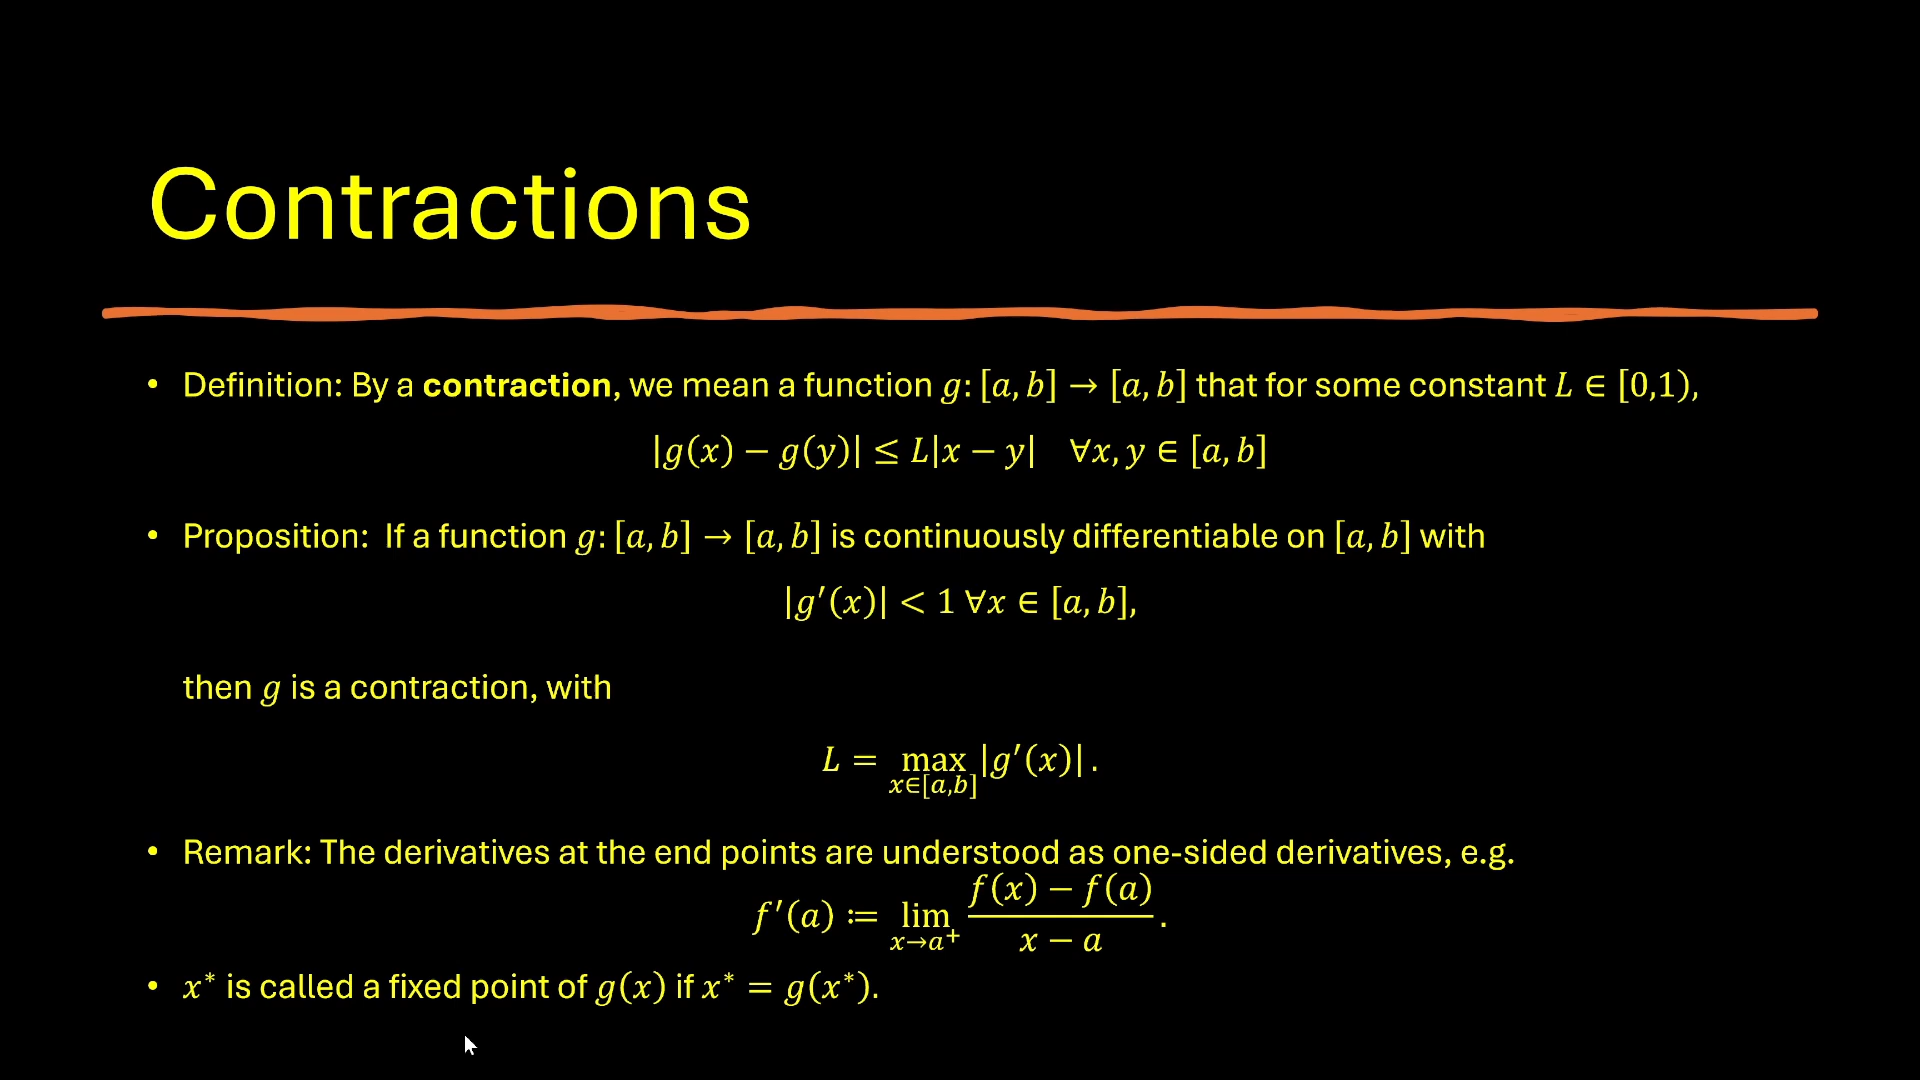 Contractions
• Definition: By a contraction, we mean a function g: [a, b] → [a, b] that for some constant L ∈ [0,1),
|g(x) − g(y)| ≤ L|x − y| ∀x, y ∈ [a, b]
• Proposition: If a function g: [a, b] → [a, b] is continuously differentiable on [a, b] with
|g′(x)| < 1 ∀x ∈ [a, b],
then g is a contraction, with
L = max_{x∈[a,b]} |g′(x)| .
• Remark: The derivatives at the end points are understood as one-sided derivatives, e.g.
f′(a) ≔ lim_{x→a⁺} (f(x) − f(a))/(x − a) .
• x* is called a fixed point of g(x) if x* = g(x*).